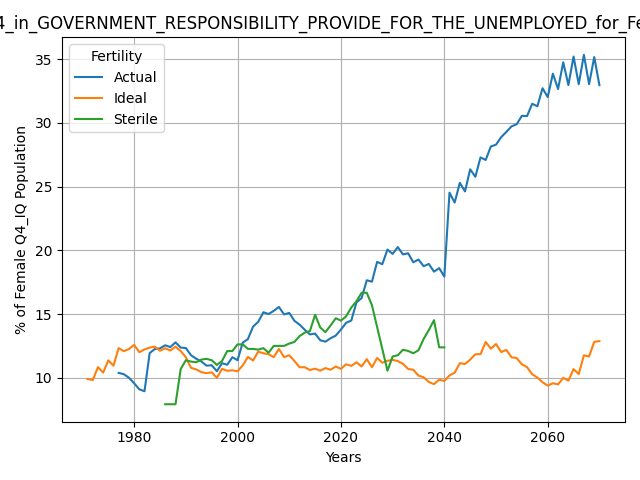 4_in_GOVERNMENT_RESPONSIBILITY_PROVIDE_FOR_THE_UNEMPLOYED_for_Fe
Fertility
Actual
Ideal
Sterile
% of Female Q4_IQ Population
35
30
25
20
15
10
1980
2000
2020
2040
2060
Years